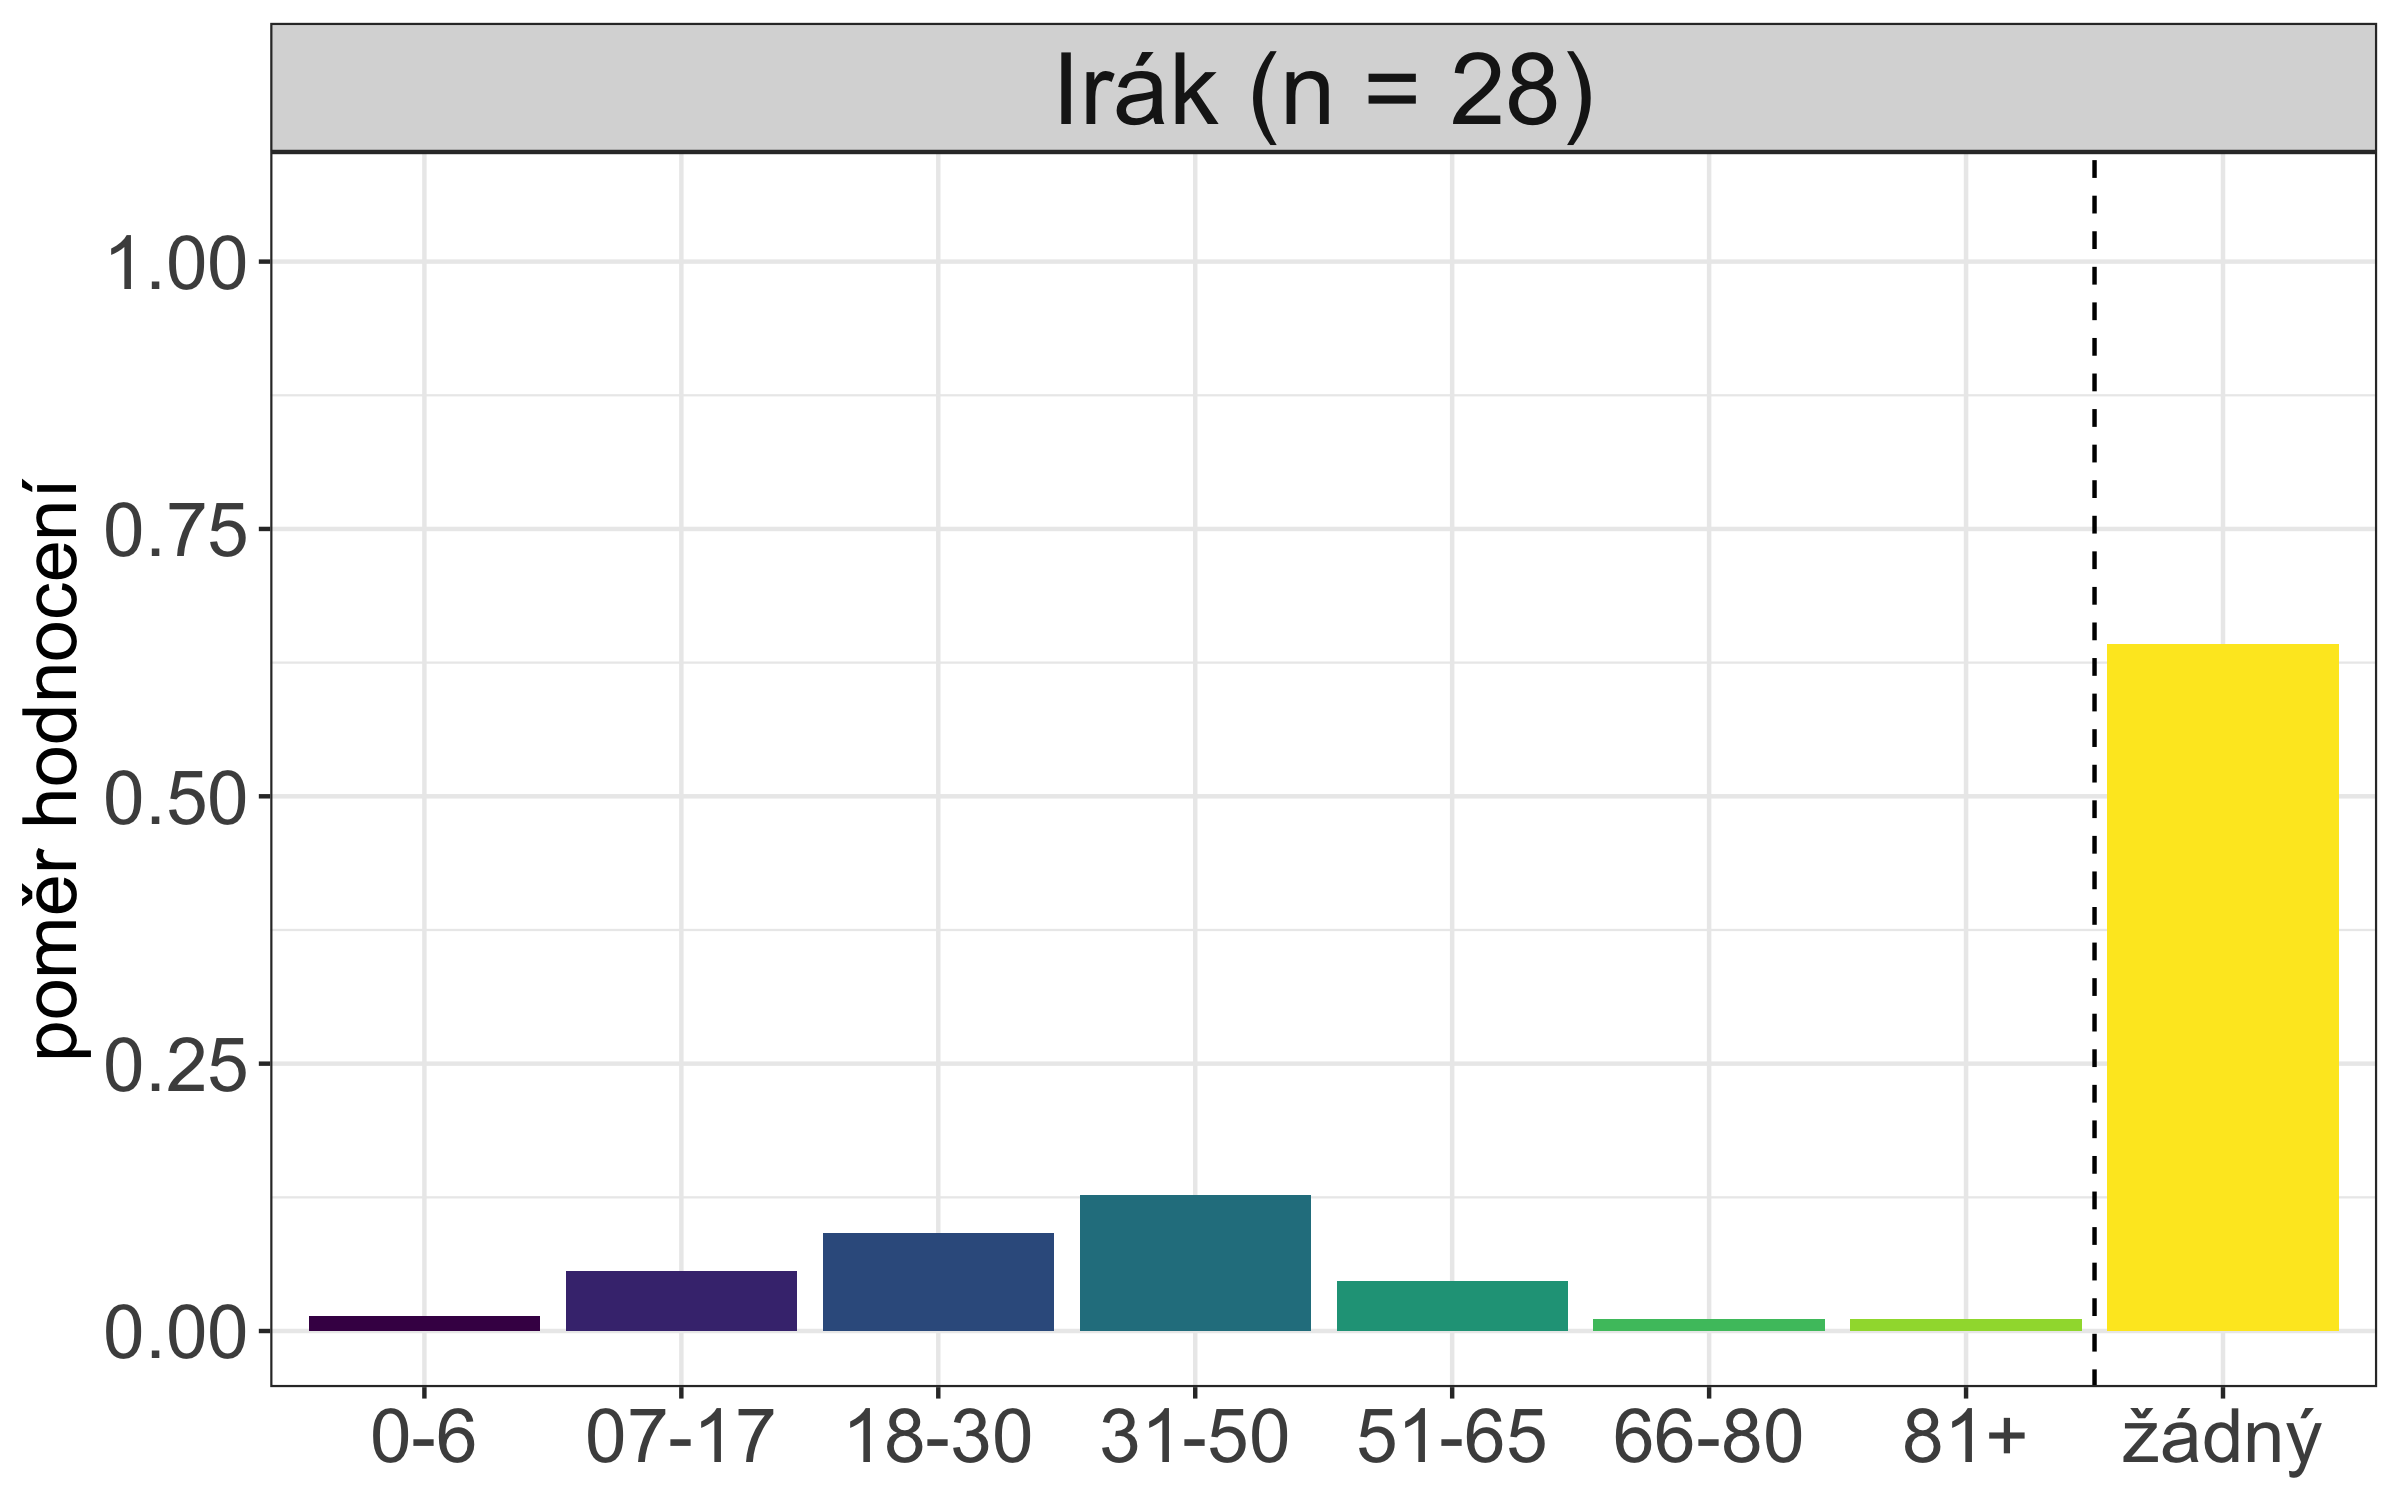 Irák (n = 28)
poměr hodnocení
1.00
0.75
0.50
0.25
0.00
0-6 07-17 18-30 31-50 51-65 66-80 81+ žádný